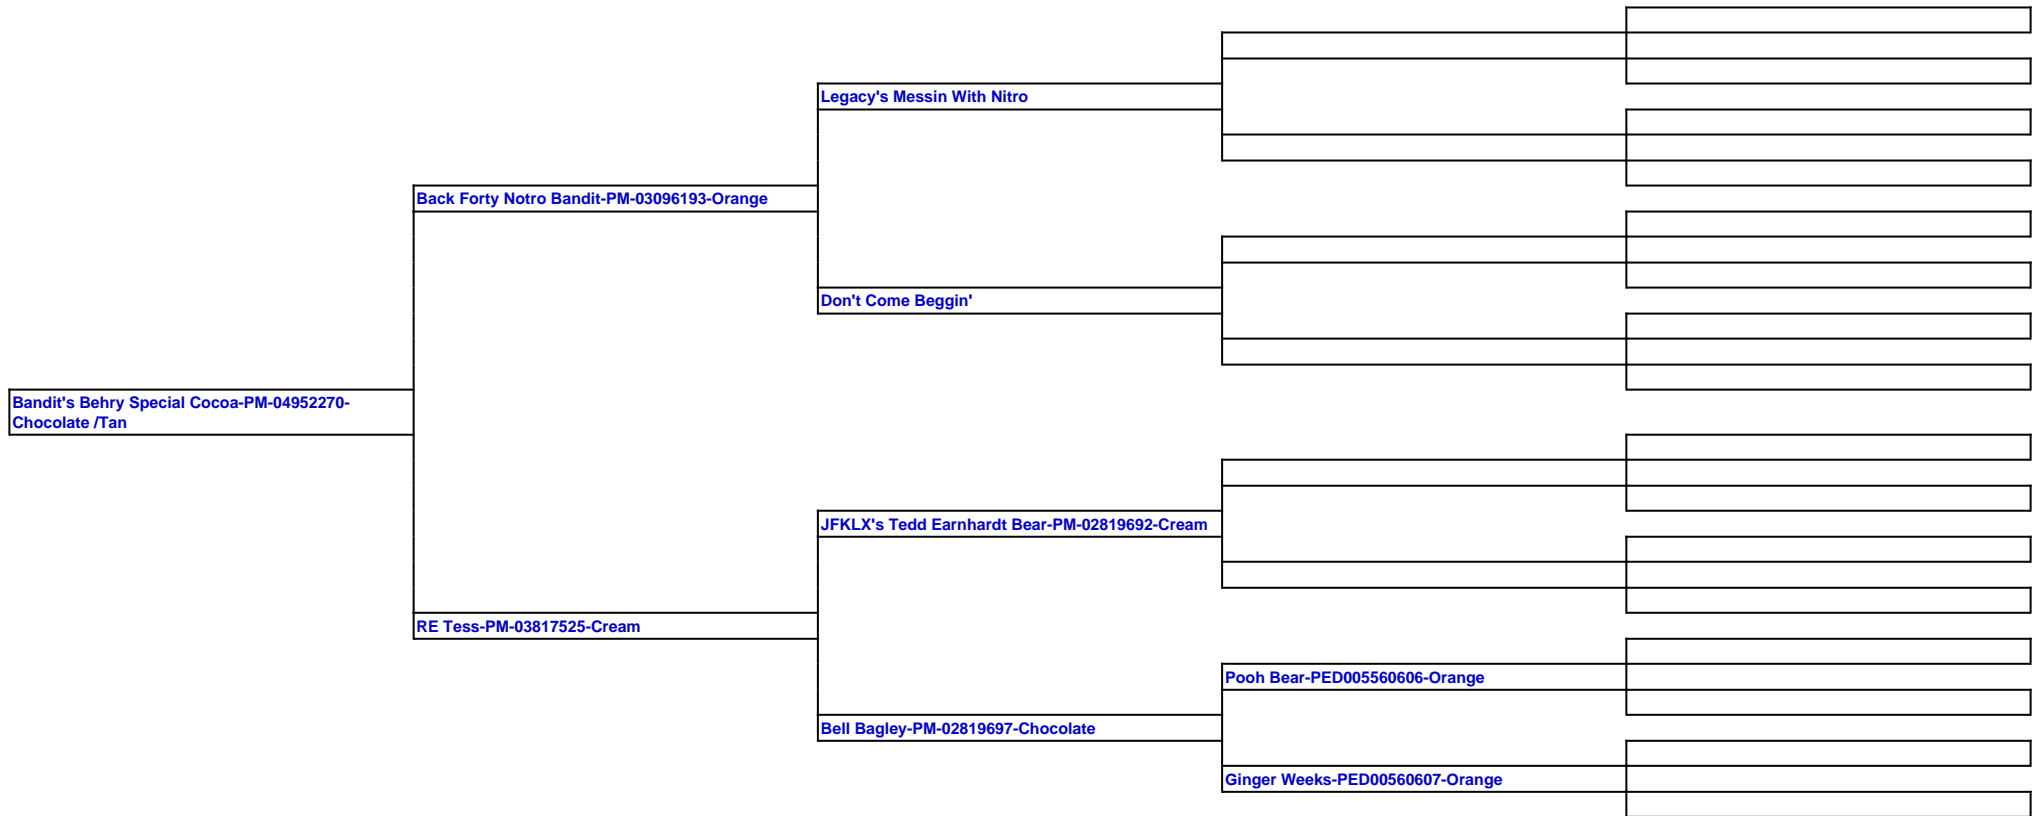 Legacy's Messin With Nitro
Back Forty Notro Bandit-PM-03096193-Orange
Don't Come Beggin'
Bandit's Behry Special Cocoa-PM-04952270-
Chocolate /Tan
JFKLX's Tedd Earnhardt Bear-PM-02819692-Cream
RE Tess-PM-03817525-Cream
Pooh Bear-PED005560606-Orange
Bell Bagley-PM-02819697-Chocolate
Ginger Weeks-PED00560607-Orange